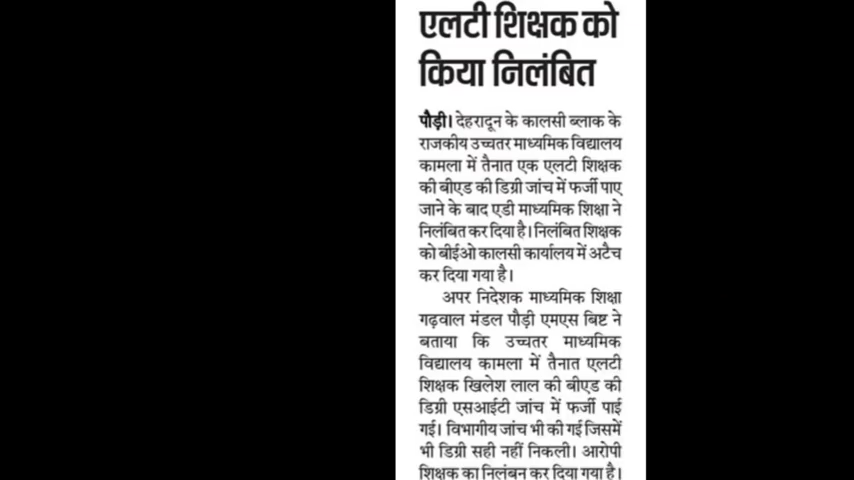 एलटी शिक्षक को
किया निलंबित
पौड़ी। देहरादून के कालसी ब्लाक के
राजकीय उच्चतर माध्यमिक विद्यालय
कामला में तैनात एक एलटी शिक्षक
की बीएड की डिग्री जांच में फर्जी पाए
जाने के बाद एडी माध्यमिक शिक्षा ने
निलंबित कर दिया है। निलंबित शिक्षक
को बीईओ कालसी कार्यालय में अटैच
कर दिया गया है।
अपर निदेशक माध्यमिक शिक्षा
गढ़वाल मंडल पौड़ी एमएस बिष्ट ने
बताया कि उच्चतर माध्यमिक
विद्यालय कामला में तैनात एलटी
शिक्षक खिलेश लाल की बीएड की
डिग्री एसआईटी जांच में फर्जी पाई
गई। विभागीय जांच भी की गई जिसमें
भी डिग्री सही नहीं निकली। आरोपी
शिक्षक का निलंबन कर दिया गया है।